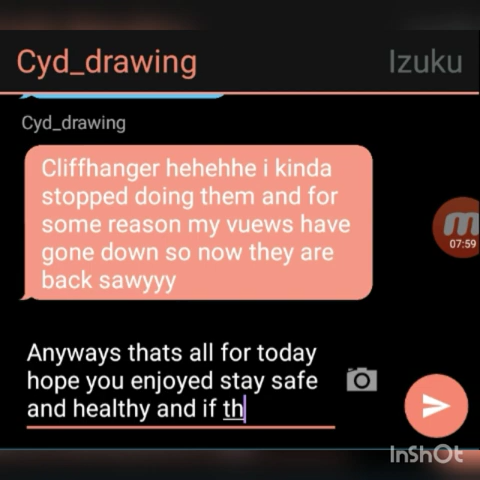 Cyd_drawing
Izuku
Cyd_drawing
Cliffhanger hehehhe i kinda
stopped doing them and for
some reason my vuews have
gone down so now they are
back sawyyy
07:59
Anyways thats all for today
hope you enjoyed stay safe
and healthy and if th
InShOt